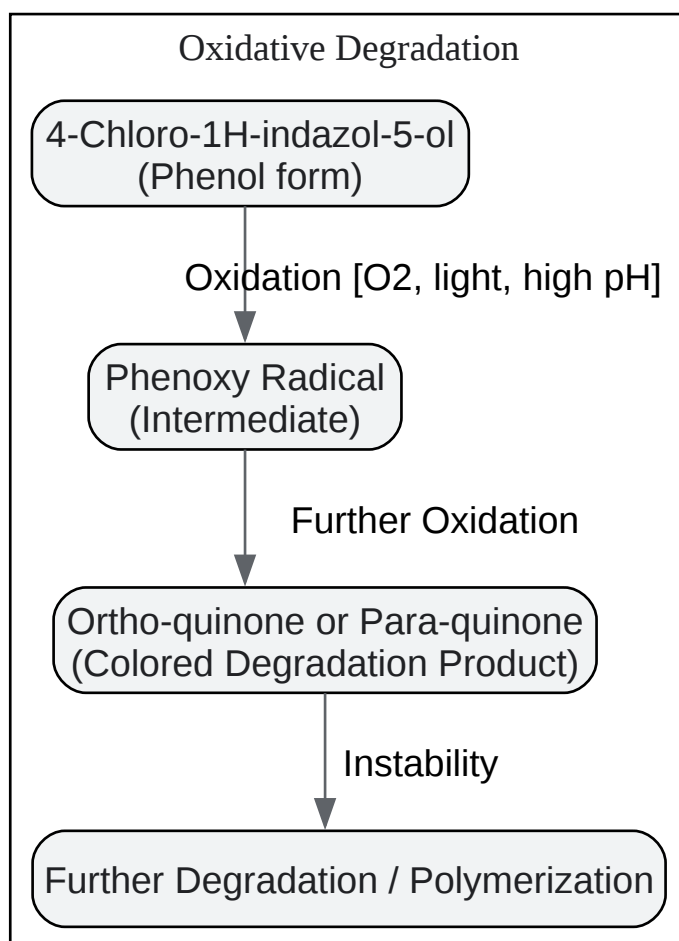 Oxidative Degradation
4-Chloro-1H-indazol-5-ol
(Phenol form)
Oxidation [O2, light, high pH]
Phenoxy Radical
(Intermediate)
Further Oxidation
Ortho-quinone or Para-quinone
(Colored Degradation Product)
Instability
Further Degradation / Polymerization